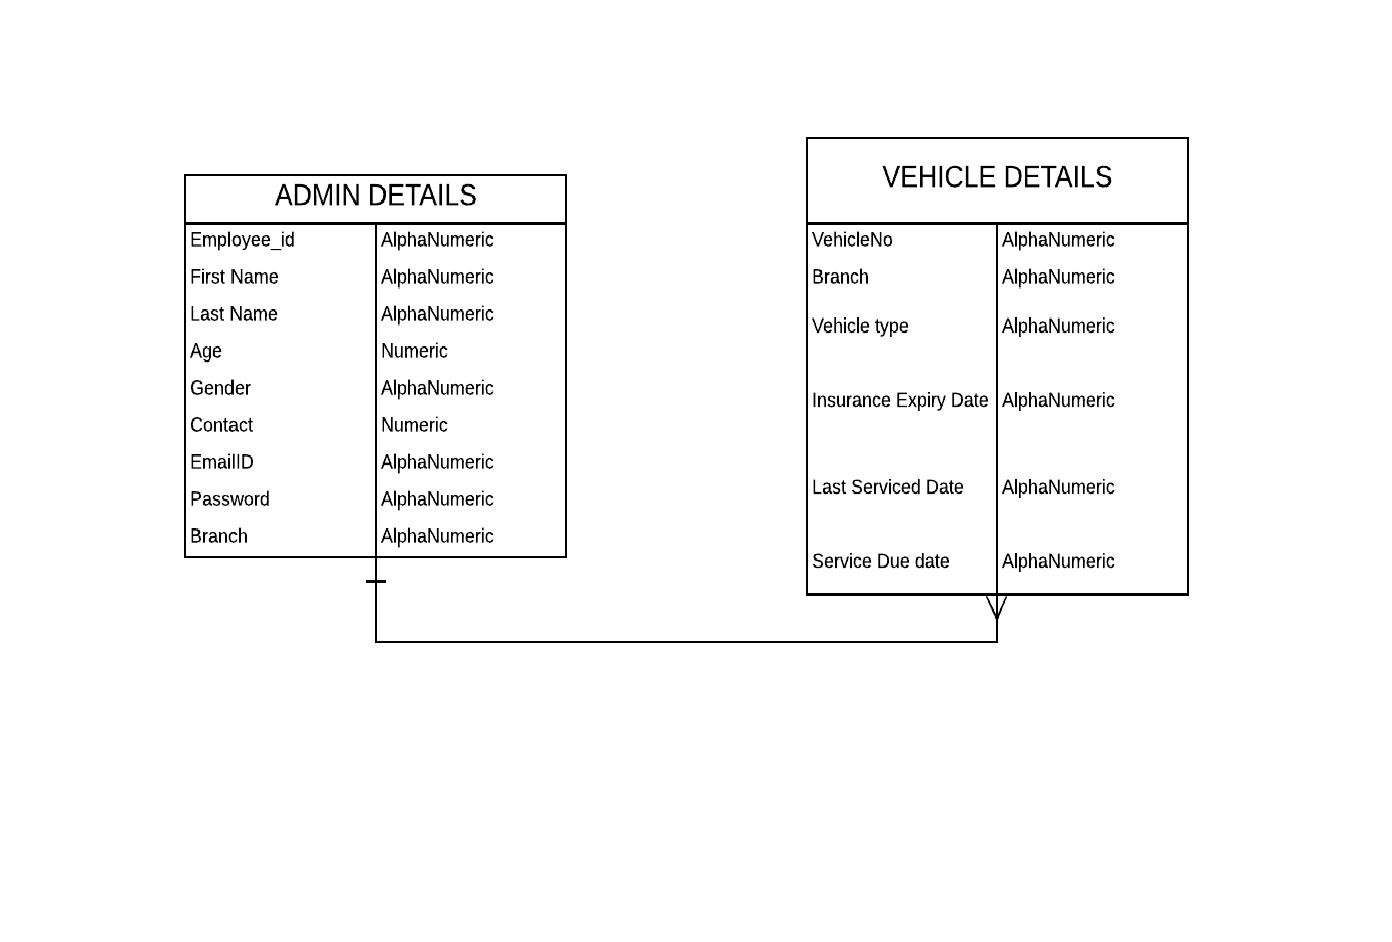 ADMIN DETAILS
Employee_id AlphaNumeric
First Name AlphaNumeric
Last Name AlphaNumeric
Age Numeric
Gender AlphaNumeric
Contact Numeric
EmailID AlphaNumeric
Password AlphaNumeric
Branch AlphaNumeric
VEHICLE DETAILS
VehicleNo AlphaNumeric
Branch AlphaNumeric
Vehicle type AlphaNumeric
Insurance Expiry Date AlphaNumeric
Last Serviced Date AlphaNumeric
Service Due date AlphaNumeric